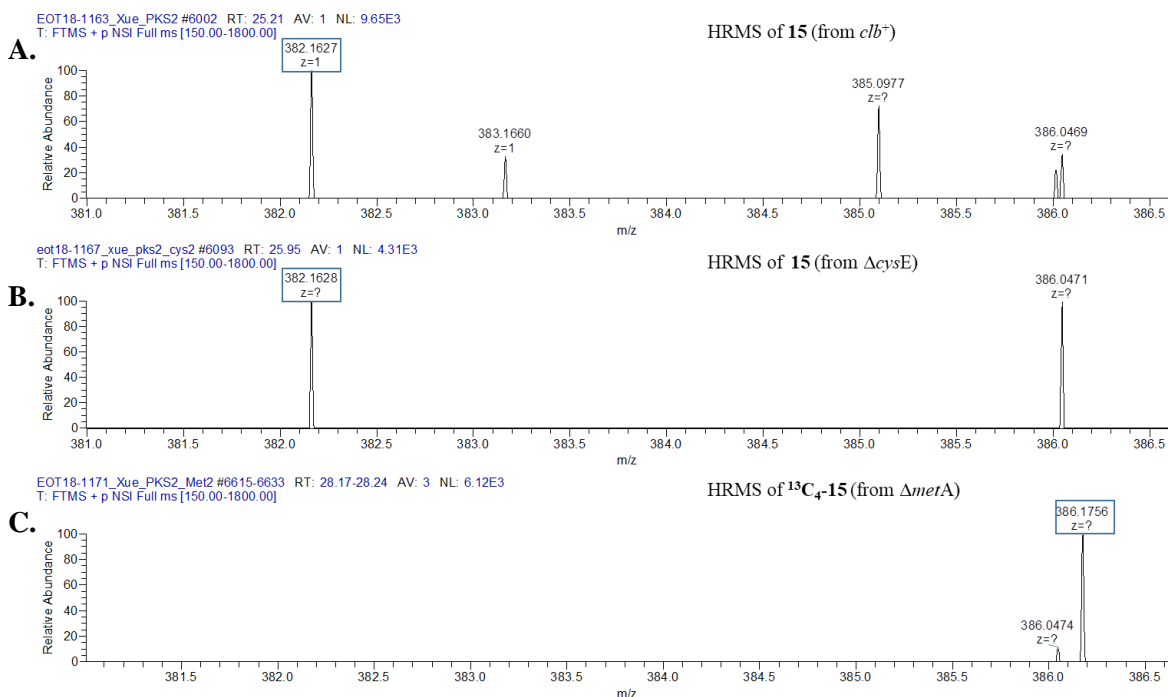 EOT18-1163_Xue_PKS2 #6002 RT: 25.21 AV: 1 NL: 9.65E3
T: FTMS + p NSI Full ms [150.00-1800.00]
HRMS of 15 (from clb⁺)
A.
382.1627
z=1
383.1660
z=1
385.0977
z=?
386.0469
z=?
100
80
60
40
20
0
Relative Abundance
381.0 381.5 382.0 382.5 383.0 383.5 384.0 384.5 385.0 385.5 386.0 386.5
m/z
eot18-1167_xue_pks2_cys2 #6093 RT: 25.95 AV: 1 NL: 4.31E3
T: FTMS + p NSI Full ms [150.00-1800.00]
HRMS of 15 (from ΔcysE)
B.
382.1628
z=?
386.0471
z=?
100
80
60
40
20
0
Relative Abundance
381.0 381.5 382.0 382.5 383.0 383.5 384.0 384.5 385.0 385.5 386.0 386.5
m/z
EOT18-1171_Xue_PKS2_Met2 #6615-6633 RT: 28.17-28.24 AV: 3 NL: 6.12E3
T: FTMS + p NSI Full ms [150.00-1800.00]
HRMS of ¹³C₄-15 (from ΔmetA)
C.
386.1756
z=?
386.0474
z=?
100
80
60
40
20
0
Relative Abundance
381.5 382.0 382.5 383.0 383.5 384.0 384.5 385.0 385.5 386.0 386.5
m/z